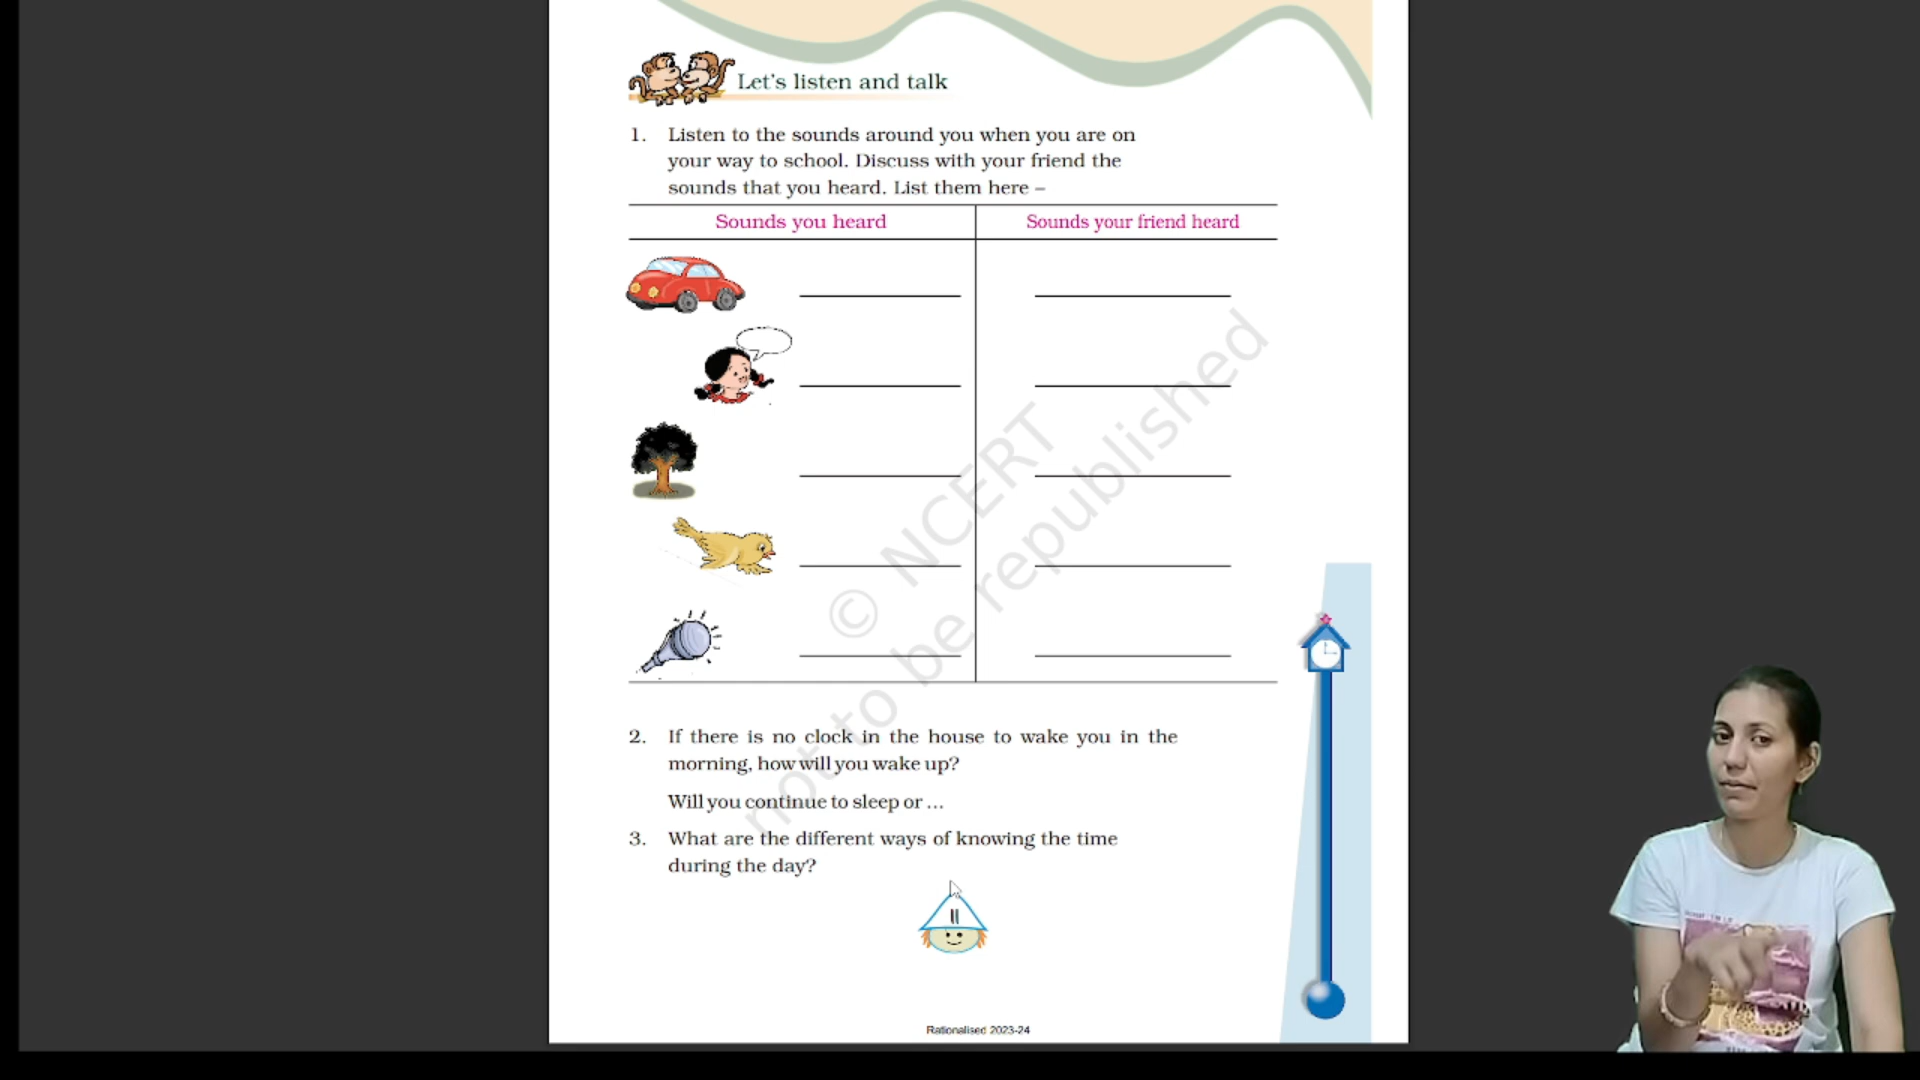 Let's listen and talk
1. Listen to the sounds around you when you are on
your way to school. Discuss with your friend the
sounds that you heard. List them here –
Sounds you heard
Sounds your friend heard
© NCERT
not to be republished
2. If there is no clock in the house to wake you in the
morning, how will you wake up?
Will you continue to sleep or ...
3. What are the different ways of knowing the time
during the day?
11
Rationalised 2023-24